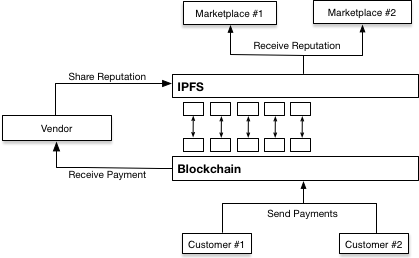 Marketplace #1
Marketplace #2
Receive Reputation
Share Reputation
IPFS
Vendor
Blockchain
Receive Payment
Send Payments
Customer #1
Customer #2